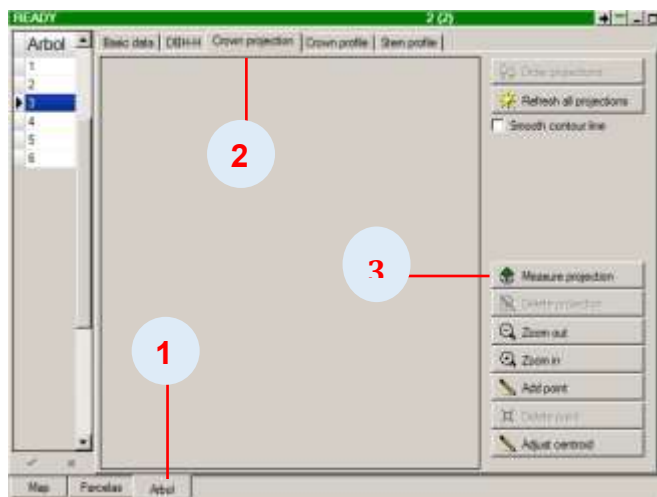 READY 2 (2)
Arbol Basic data DBH-H Crown projection Crown profile Stem profile
1
2
3
4
5
6
Order projections
Refresh all projections
Smooth contour line
2
3
Measure projection
Delete projection
Zoom out
1
Zoom in
Add point
Delete point
Adjust centroid
Map Parcelas Arbol